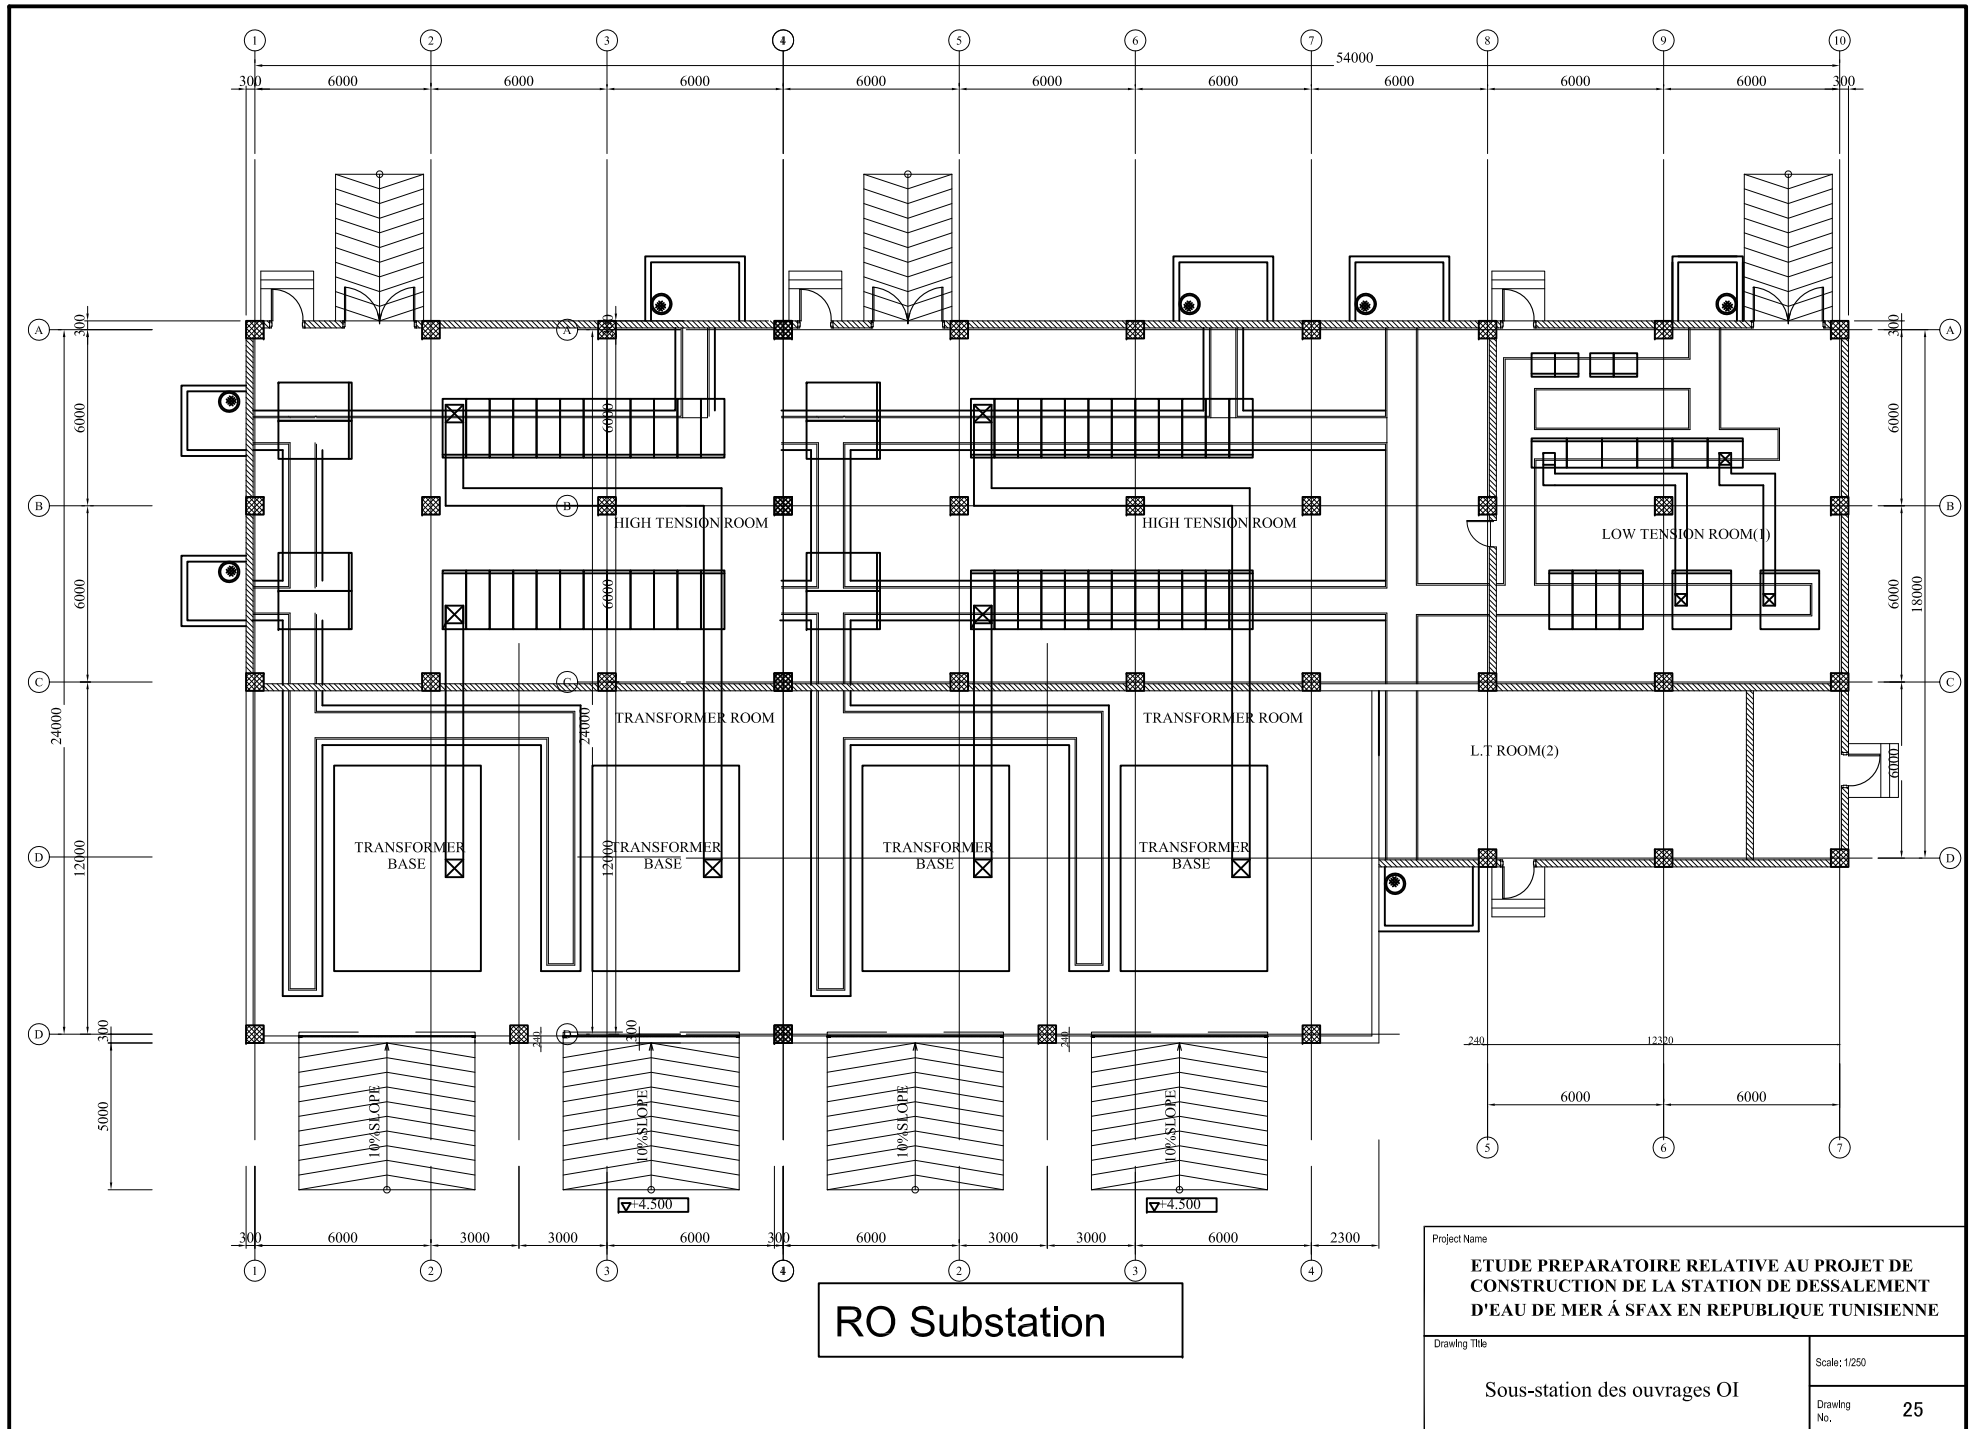 1 2 3 4 5 6 7 8 9 10
54000
300 6000 6000 6000 6000 6000 6000 6000 6000 6000 300
A 300 A 300 300 A
6000 6000 6000
B B B
HIGH TENSION ROOM HIGH TENSION ROOM LOW TENSION ROOM(1)
6000 6000 6000 18000
C C C
24000 24000
TRANSFORMER ROOM TRANSFORMER ROOM
L.T ROOM(2)
6000
TRANSFORMER BASE TRANSFORMER BASE TRANSFORMER BASE TRANSFORMER BASE
D 12000 12000 D
D 300 240 D 300 240
240 12320
5000 10%SLOPE 10%SLOPE 10%SLOPE 10%SLOPE
6000 6000
5 6 7
+4.500 +4.500
300 6000 3000 3000 6000 300 6000 3000 3000 6000 2300
1 2 3 4 2 3 4
RO Substation
Project Name
ETUDE PREPARATOIRE RELATIVE AU PROJET DE
CONSTRUCTION DE LA STATION DE DESSALEMENT
D'EAU DE MER Á SFAX EN REPUBLIQUE TUNISIENNE
Drawing Title
Sous-station des ouvrages OI
Scale: 1/250
Drawing
No. 25